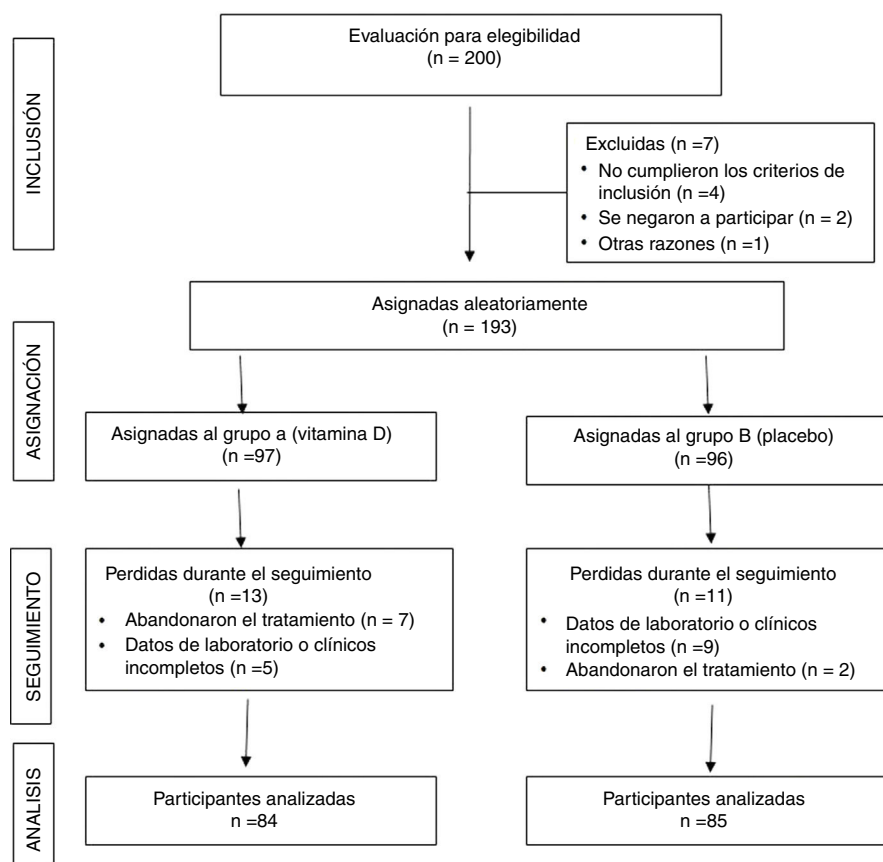 INCLUSIÓN
Evaluación para elegibilidad
(n = 200)
Excluidas (n =7)
• No cumplieron los criterios de
inclusión (n =4)
• Se negaron a participar (n = 2)
• Otras razones (n =1)
Asignadas aleatoriamente
(n = 193)
ASIGNACIÓN
Asignadas al grupo a (vitamina D)
(n =97)
Asignadas al grupo B (placebo)
(n =96)
SEGUIMIENTO
Perdidas durante el seguimiento
(n =13)
• Abandonaron el tratamiento (n = 7)
• Datos de laboratorio o clínicos
incompletos (n =5)
Perdidas durante el seguimiento
(n =11)
• Datos de laboratorio o clínicos
incompletos (n =9)
• Abandonaron el tratamiento (n = 2)
ANALISIS
Participantes analizadas
n =84
Participantes analizadas
n =85